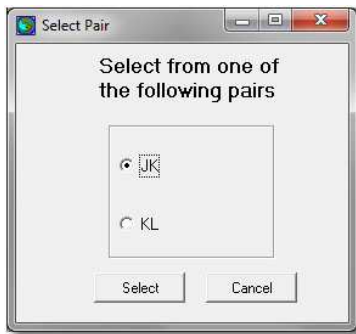 Select Pair
Select from one of
the following pairs
JK
KL
Select Cancel